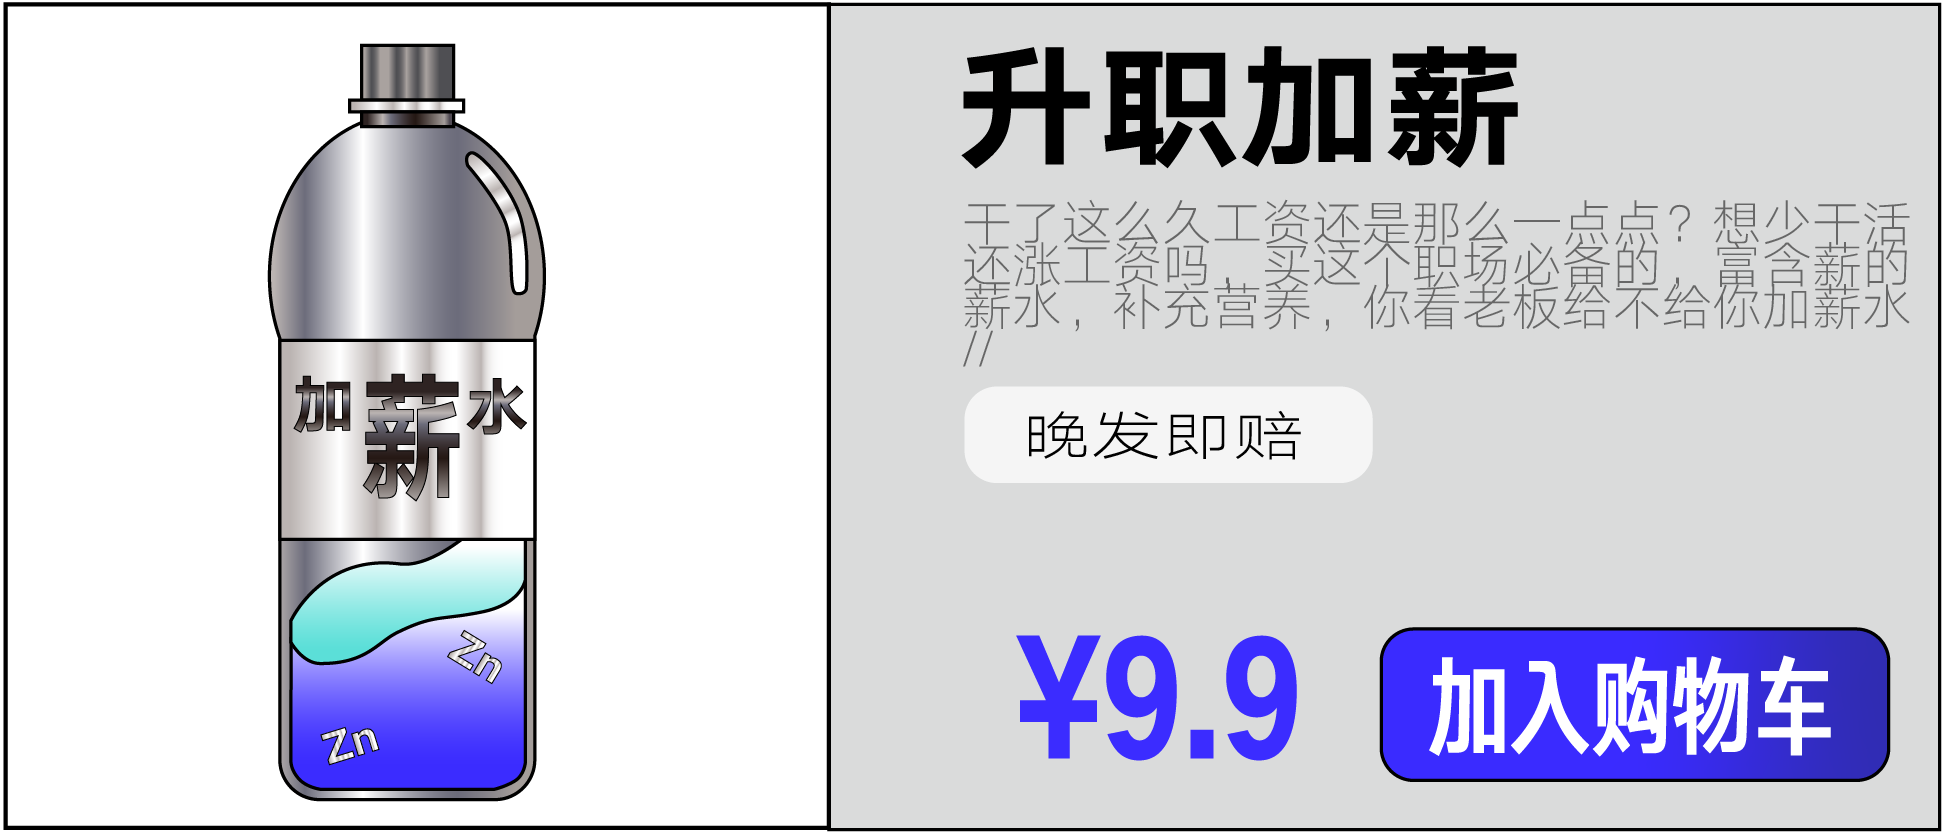 加薪水
Zn
Zn
升职加薪
干了这么久工资还是那么一点点？想少干活
还涨工资吗，买这个职场必备的，富含薪的
薪水，补充营养，你看老板给不给你加薪水
//
晚发即赔
¥9.9
加入购物车